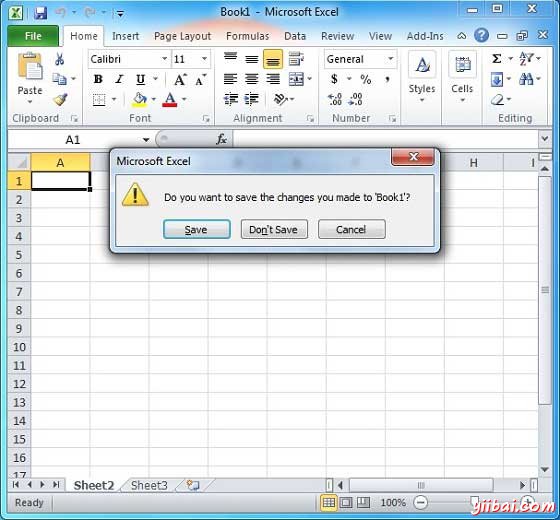 Book1 - Microsoft Excel
File Home Insert Page Layout Formulas Data Review View Add-Ins
Calibri 11 General
Paste B I U A $ % , Styles Cells Σ
.00 .0
Clipboard Font Alignment Number Editing
A1 fx
A H I
Microsoft Excel
Do you want to save the changes you made to 'Book1'?
Save Don't Save Cancel
1
2
3
4
5
6
7
8
9
10
11
12
13
14
15
16
17
Sheet2 Sheet3
Ready 100%
yiibai.com